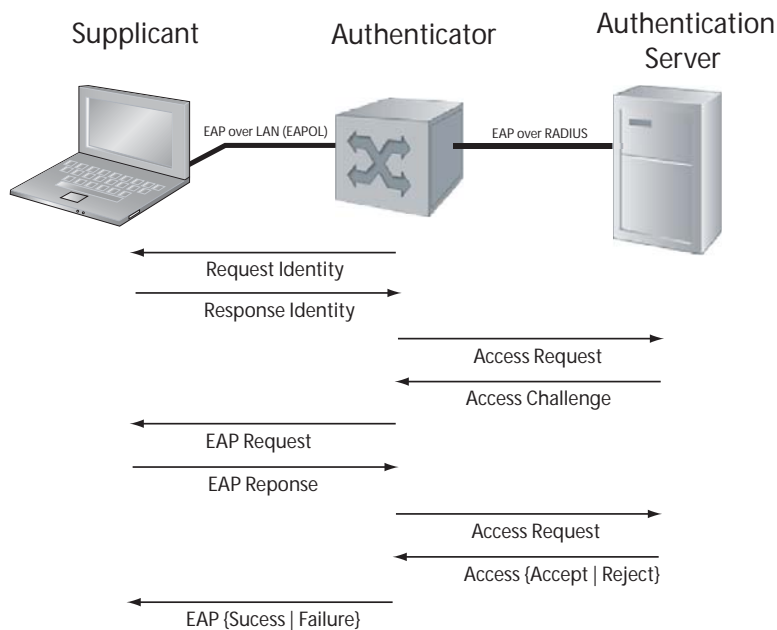 Supplicant
Authenticator
Authentication
Server
EAP over LAN (EAPOL)
EAP over RADIUS
Request Identity
Response Identity
Access Request
Access Challenge
EAP Request
EAP Reponse
Access Request
Access {Accept | Reject}
EAP {Sucess | Failure}